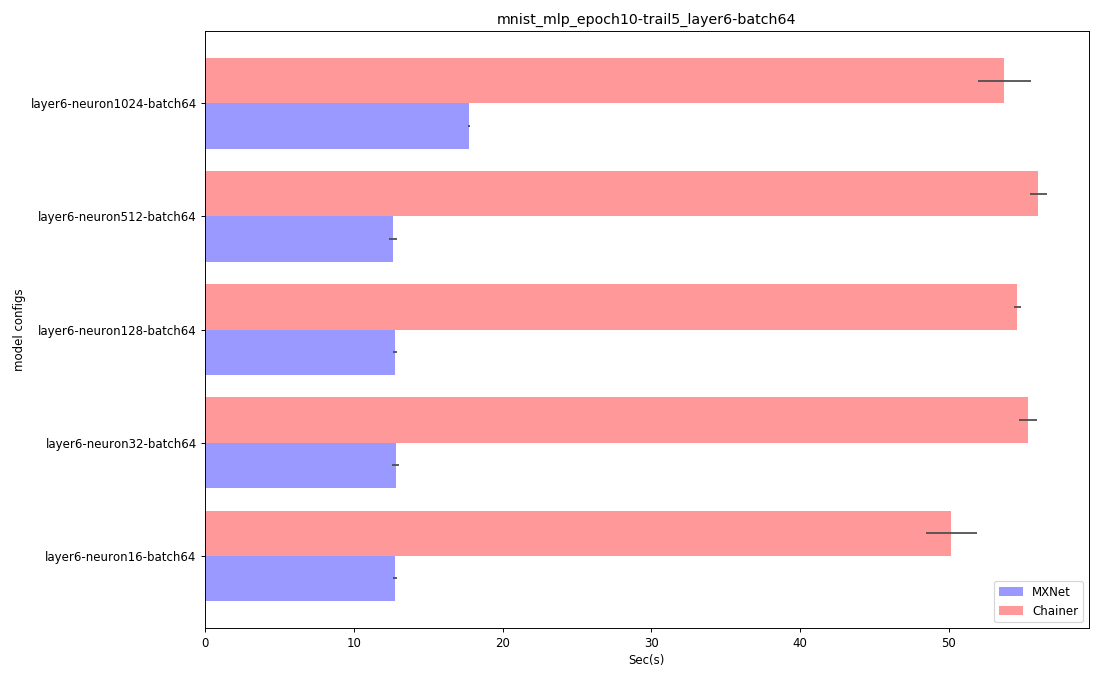 mnist_mlp_epoch10-trail5_layer6-batch64
model configs
layer6-neuron1024-batch64
layer6-neuron512-batch64
layer6-neuron128-batch64
layer6-neuron32-batch64
layer6-neuron16-batch64
MXNet
Chainer
0 10 20 30 40 50
Sec(s)